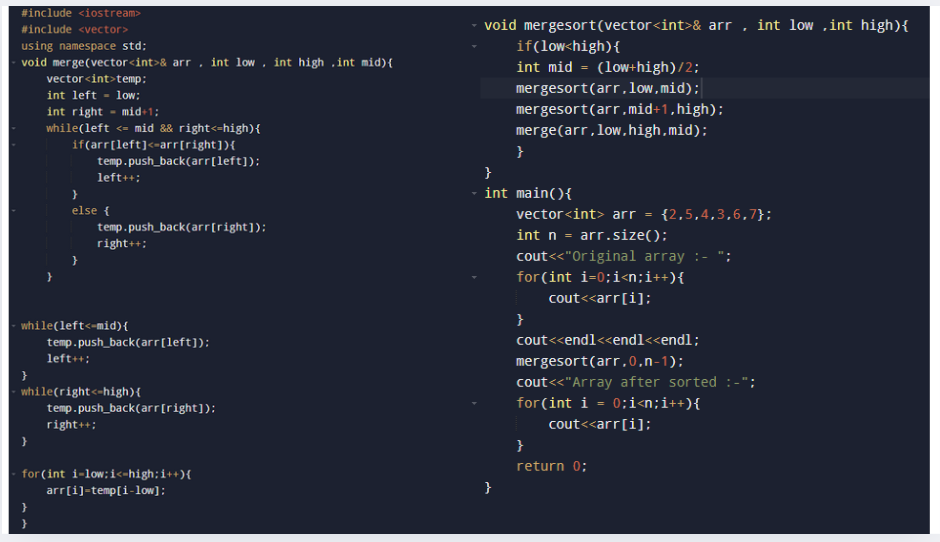 #include <iostream>
#include <vector>
using namespace std;
void merge(vector<int>& arr , int low , int high ,int mid){
    vector<int>temp;
    int left = low;
    int right = mid+1;
    while(left <= mid && right<=high){
        if(arr[left]<=arr[right]){
            temp.push_back(arr[left]);
            left++;
        }
        else {
            temp.push_back(arr[right]);
            right++;
        }
    }
while(left<=mid){
    temp.push_back(arr[left]);
    left++;
}
while(right<=high){
    temp.push_back(arr[right]);
    right++;
}
for(int i=low;i<=high;i++){
    arr[i]=temp[i-low];
}
}
void mergesort(vector<int>& arr , int low ,int high){
    if(low<high){
    int mid = (low+high)/2;
    mergesort(arr,low,mid);
    mergesort(arr,mid+1,high);
    merge(arr,low,high,mid);
    }
}
int main(){
    vector<int> arr = {2,5,4,3,6,7};
    int n = arr.size();
    cout<<"Original array :- ";
    for(int i=0;i<n;i++){
        cout<<arr[i];
    }
    cout<<endl<<endl<<endl;
    mergesort(arr,0,n-1);
    cout<<"Array after sorted :-";
    for(int i = 0;i<n;i++){
        cout<<arr[i];
    }
    return 0;
}